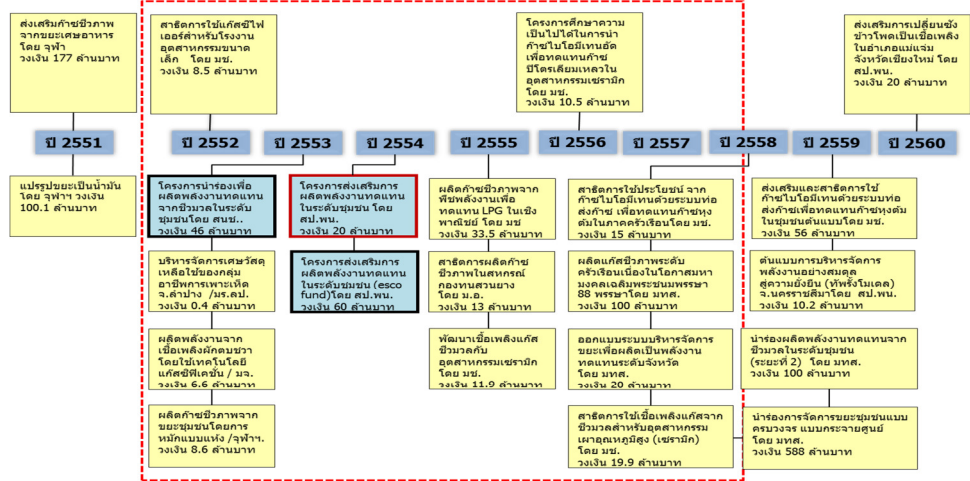 ส่งเสริมก๊าซชีวภาพ
จากขยะเศษอาหาร
โดย จุฬา
วงเงิน 177 ล้านบาท
สาธิตการใช้แก๊สซิไฟ
เออร์สำหรับโรงงาน
อุตสาหกรรมขนาด
เล็ก โดย มช.
วงเงิน 8.5 ล้านบาท
โครงการศึกษาความ
เป็นไปได้ในการนำ
ก๊าซไบโอมีเทนอัด
เพื่อทดแทนก๊าซ
ปิโตรเลียมเหลวใน
อุตสาหกรรมเซรามิก
โดย มช.
วงเงิน 10.5 ล้านบาท
ส่งเสริมการเปลี่ยนซัง
ข้าวโพดเป็นเชื้อเพลิง
ในอำเภอแม่แจ่ม
จังหวัดเชียงใหม่ โดย
สป.พน.
วงเงิน 20 ล้านบาท
ปี 2551
ปี 2552
ปี 2553
ปี 2554
ปี 2555
ปี 2556
ปี 2557
ปี 2558
ปี 2559
ปี 2560
แปรรูปขยะเป็นน้ำมัน
โดย จุฬาฯ วงเงิน
100.1 ล้านบาท
โครงการนำร่องเพื่อ
ผลิตพลังงานทดแทน
จากชีวมวลในระดับ
ชุมชนโดย สนช..
วงเงิน 46 ล้านบาท
บริหารจัดการเศษวัสดุ
เหลือใช้ของกลุ่ม
อาชีพการเพาะเห็ด
จ.ลำปาง /มร.ลป.
วงเงิน 0.4 ล้านบาท
ผลิตพลังงานจาก
เชื้อเพลิงผักตบชวา
โดยใช้เทคโนโลยี
แก๊สซิฟิเคชั่น / มจ.
วงเงิน 6.6 ล้านบาท
ผลิตก๊าซชีวภาพจาก
ขยะชุมชนโดยการ
หมักแบบแห้ง /จุฬาฯ.
วงเงิน 8.6 ล้านบาท
โครงการส่งเสริมการ
ผลิตพลังงานทดแทน
ในระดับชุมชน โดย
สป.พน.
วงเงิน 20 ล้านบาท
โครงการส่งเสริมการ
ผลิตพลังงานทดแทน
ในระดับชุมชน (esco
fund)โดย สป.พน.
วงเงิน 60 ล้านบาท
ผลิตก๊าซชีวภาพจาก
พืชพลังงานเพื่อ
ทดแทน LPG ในเชิง
พาณิชย์ โดย มช
วงเงิน 33.5 ล้านบาท
สาธิตการผลิตก๊าซ
ชีวภาพในสหกรณ์
กองทุนสวนยาง
โดย ม.อ.
วงเงิน 13 ล้านบาท
พัฒนาเชื้อเพลิงแก๊ส
ชีวมวลกับ
อุตสาหกรรมเซรามิก
โดย มช.
วงเงิน 11.9 ล้านบาท
สาธิตการใช้ประโยชน์ จาก
ก๊าซไบโอมีเทนด้วยระบบท่อ
ส่งก๊าซ เพื่อทดแทนก๊าซหุง
ต้มในภาคครัวเรือนโดย มช.
วงเงิน 15 ล้านบาท
ผลิตแก๊สชีวภาพระดับ
ครัวเรือนเนื่องในโอกาสมหา
มงคลเฉลิมพระชนมพรรษา
88 พรรษาโดย มทส.
วงเงิน 100 ล้านบาท
ออกแบบระบบบริหารจัดการ
ขยะเพื่อผลิตเป็นพลังงาน
ทดแทนระดับจังหวัด
โดย มทส.
วงเงิน 20 ล้านบาท
สาธิตการใช้เชื้อเพลิงแก๊สจาก
ชีวมวลสำหรับอุตสาหกรรม
เผาอุณหภูมิสูง (เซรามิก)
โดย มช.
วงเงิน 19.9 ล้านบาท
ส่งเสริมและสาธิตการใช้
ก๊าซไบโอมีเทนด้วยระบบท่อ
ส่งก๊าซเพื่อทดแทนก๊าซหุงต้ม
ในชุมชนต้นแบบโดย มช.
วงเงิน 56 ล้านบาท
ต้นแบบการบริหารจัดการ
พลังงานอย่างสมดุล
สู่ความยั่งยืน (ทัพรั้งโมเดล)
จ.นครราชสีมาโดย สป.พน.
วงเงิน 10.2 ล้านบาท
นำร่องผลิตพลังงานทดแทนจาก
ชีวมวลในระดับชุมชน
(ระยะที่ 2) โดย มทส.
วงเงิน 100 ล้านบาท
นำร่องการจัดการขยะชุมชนแบบ
ครบวงจร แบบกระจายศูนย์
โดย มทส.
วงเงิน 588 ล้านบาท